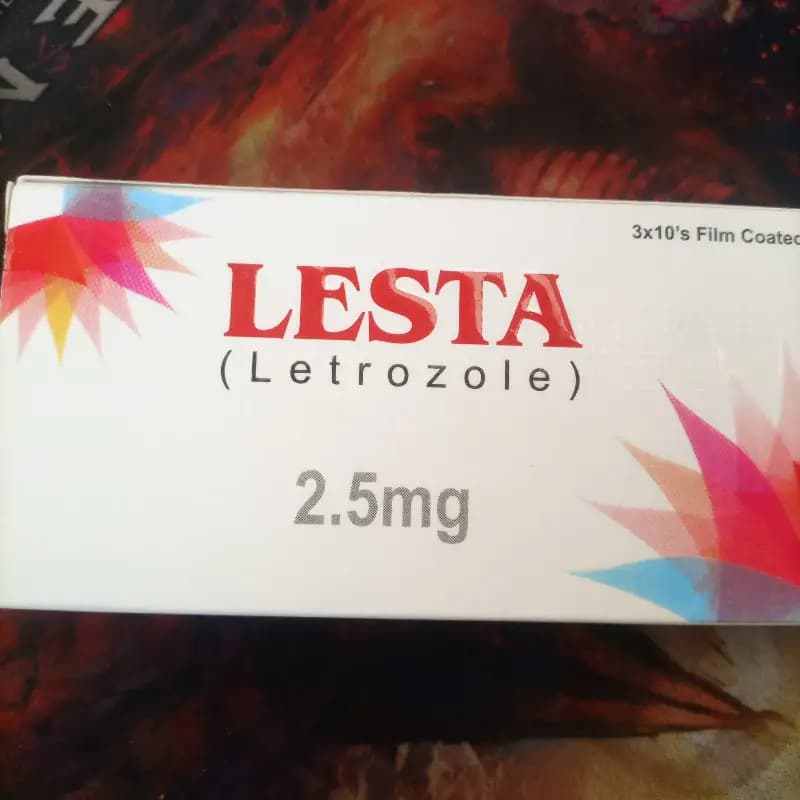 3x10's Film Coated
LESTA
(Letrozole)
2.5mg